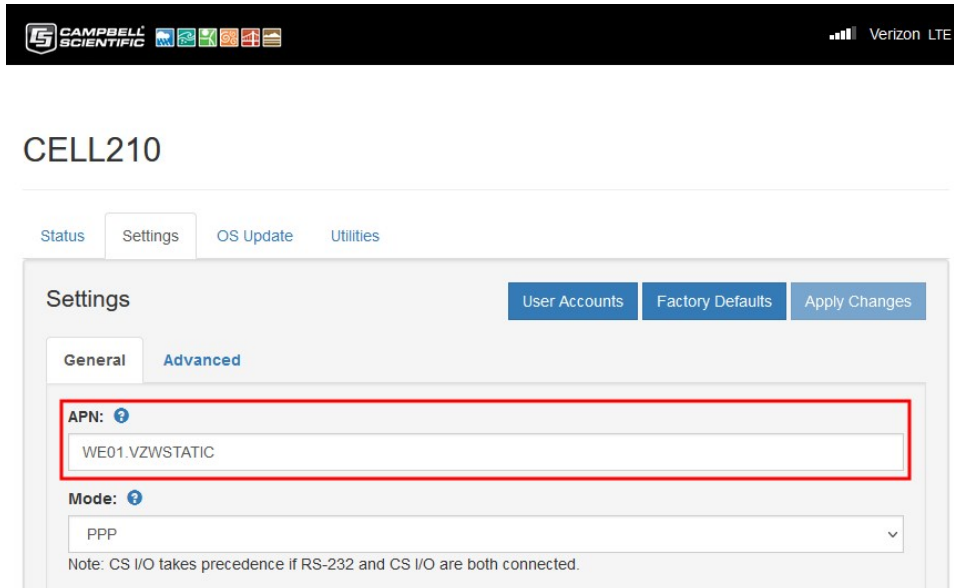 CAMPBELL
SCIENTIFIC
Verizon LTE
CELL210
Status Settings OS Update Utilities
Settings User Accounts Factory Defaults Apply Changes
General Advanced
APN:
WE01.VZWSTATIC
Mode:
PPP
Note: CS I/O takes precedence if RS-232 and CS I/O are both connected.